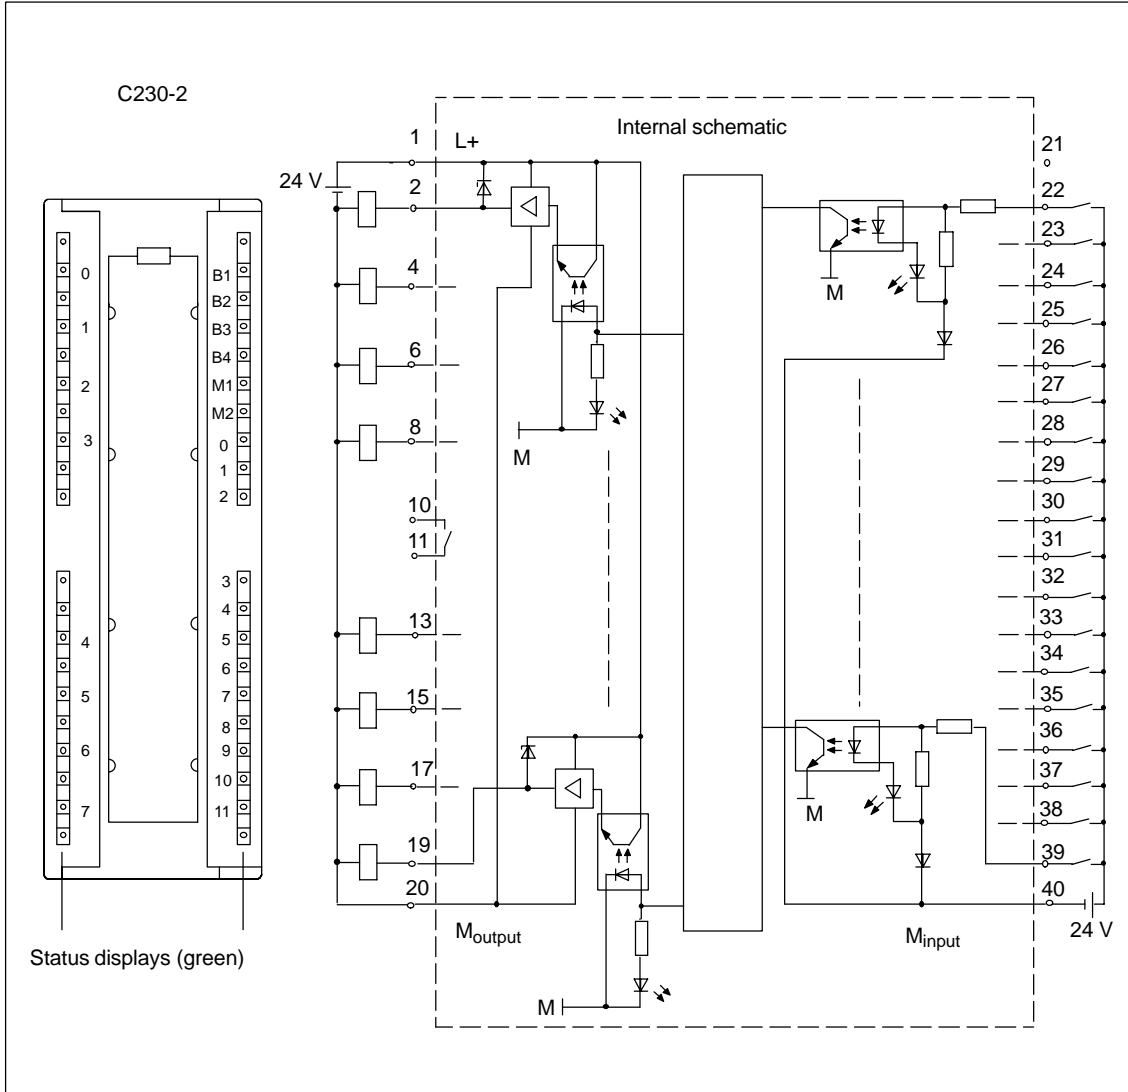 C230-2
Internal schematic
1
L+
24 V
2
4
6
8
10
11
13
15
17
19
20
M
M
M
M
Moutput
Minput
21
22
23
24
25
26
27
28
29
30
31
32
33
34
35
36
37
38
39
40
24 V
0
1
2
3
4
5
6
7
B1
B2
B3
B4
M1
M2
0
1
2
3
4
5
6
7
8
9
10
11
Status displays (green)